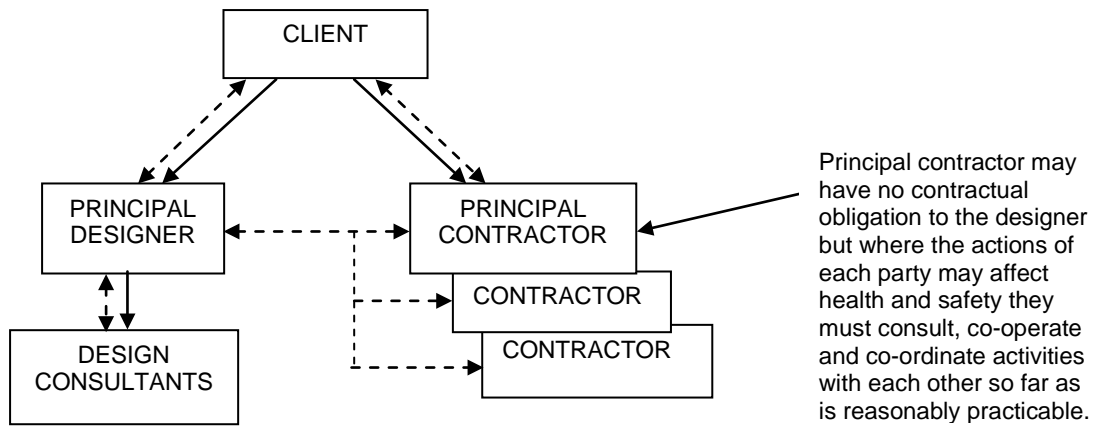 CLIENT
PRINCIPAL
DESIGNER
PRINCIPAL
CONTRACTOR
CONTRACTOR
CONTRACTOR
DESIGN
CONSULTANTS
Principal contractor may
have no contractual
obligation to the designer
but where the actions of
each party may affect
health and safety they
must consult, co-operate
and co-ordinate activities
with each other so far as
is reasonably practicable.